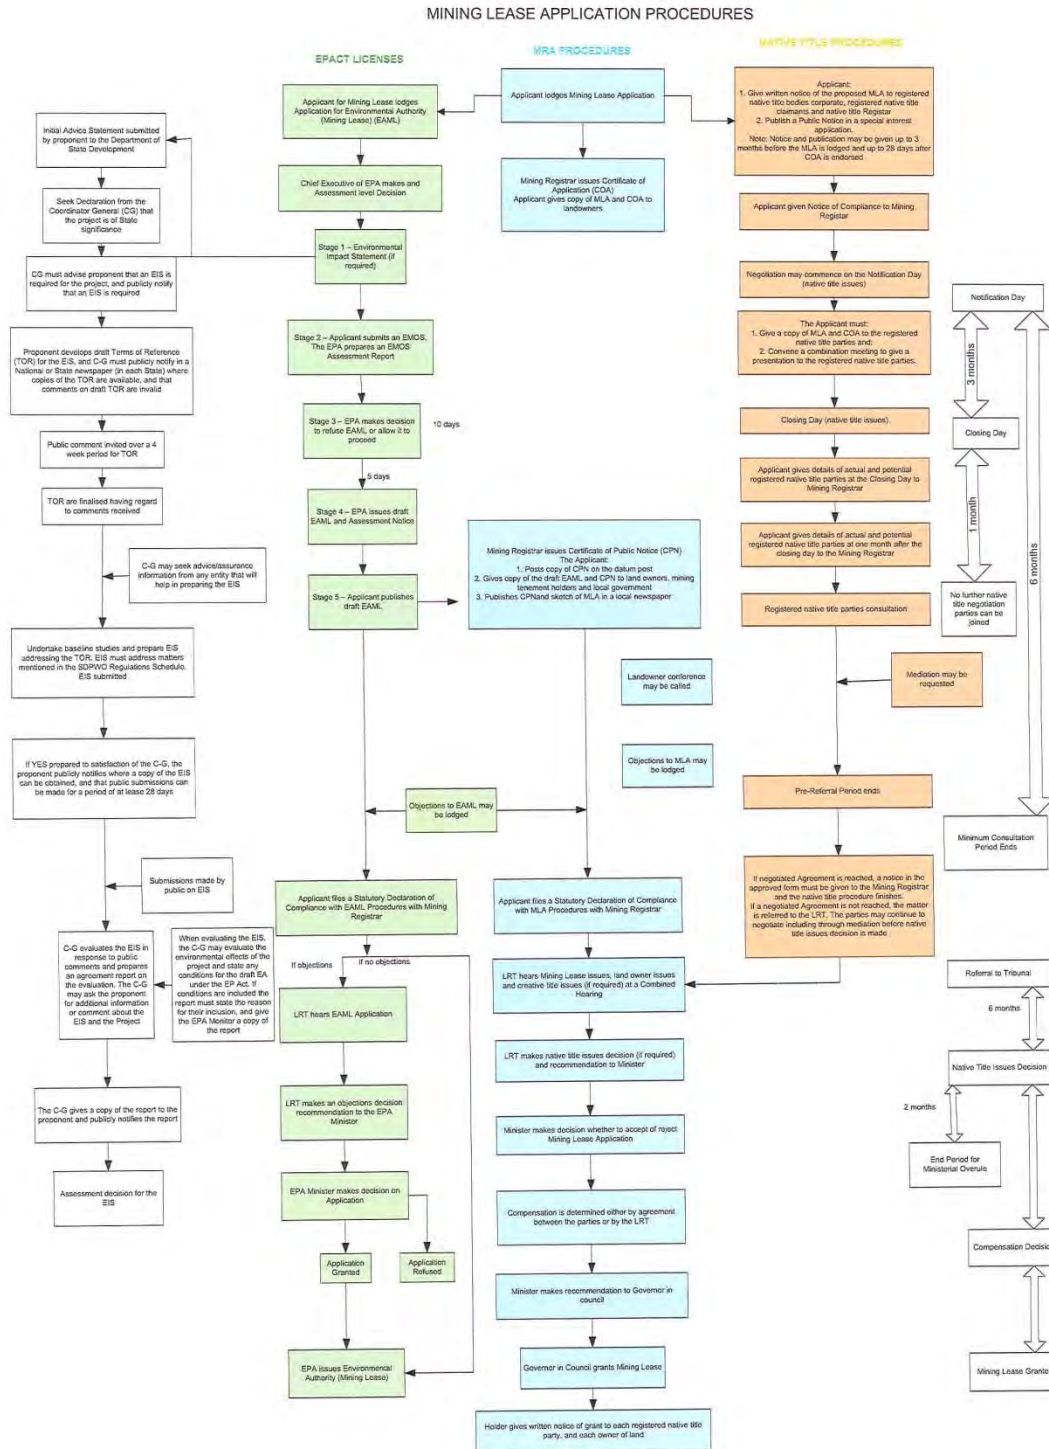 MINING LEASE APPLICATION PROCEDURES
EPACT LICENSES
MRA PROCEDURES
NATIVE TITLE PROCEDURES
Initial Advice Statement submitted
by proponent to the Department of
State Development
Seek Declaration from the
Coordinator General (CG) that
the project is of State
significance
CG must advise proponent that an EIS is
required for the project, and publicly notify
that an EIS is required
Proponent develops draft Terms of Reference
(TOR) for the EIS, and C-G must publicly notify in a
National or State newspaper (in each State) where
copies of the TOR are available, and that
comments on draft TOR are invalid
Public comment invited over a 4
week period for TOR
TOR are finalised having regard
to comments received
C-G may seek advice/assurance
information from any entity that will
help in preparing the EIS
Undertake baseline studies and prepare EIS
addressing the TOR. EIS must address matters
mentioned in the SDPWO Regulations Schedule.
EIS submitted
If YES prepared to satisfaction of the C-G, the
proponent publicly notifies where a copy of the EIS
can be obtained, and that public submissions can
be made for a period of at lease 28 days
Submissions made by
public on EIS
C-G evaluates the EIS in
response to public
comments and prepares
an agreement report on
the evaluation. The C-G
may ask the proponent
for additional information
or comment about the
EIS and the Project
When evaluating the EIS,
the C-G may evaluate the
environmental effects of the
project and state any
conditions for the draft EA
under the EP Act. If
conditions are included the
report must state the reason
for their inclusion, and give
the EPA Monitor a copy of
the report
The C-G gives a copy of the report to the
proponent and publicly notifies the report
Assessment decision for the
EIS
Applicant for Mining Lease lodges
Application for Environmental Authority
(Mining Lease) (EAML)
Chief Executive of EPA makes and
Assessment level Decision
Stage 1 – Environmental
Impact Statement (if
required)
Stage 2 – Applicant submits an EMOS.
The EPA prepares an EMOS
Assessment Report
Stage 3 – EPA makes decision
to refuse EAML or allow it to
proceed
10 days
5 days
Stage 4 – EPA issues draft
EAML and Assessment Notice
Stage 5 – Applicant publishes
draft EAML
Objections to EAML may
be lodged
Applicant files a Statutory Declaration of
Compliance with EAML Procedures with Mining
Registrar
If objections
If no objections
LRT hears EAML Application
LRT makes an objections decision
recommendation to the EPA
Minister
EPA Minister makes decision on
Application
Application
Granted
Application
Refused
EPA issues Environmental
Authority (Mining Lease)
Applicant lodges Mining Lease Application
Mining Registrar issues Certificate of
Application (COA)
Applicant gives copy of MLA and COA to
landowners.
Mining Registrar issues Certificate of Public Notice (CPN)
The Applicant:
1. Posts copy of CPN on the datum post
2. Gives copy of the draft EAML and CPN to land owners, mining
tenement holders and local government
3. Publishes CPNand sketch of MLA in a local newspaper
Landowner conference
may be called
Objections to MLA may
be lodged
Applicant files a Statutory Declaration of Compliance
with MLA Procedures with Mining Registrar
LRT hears Mining Lease issues, land owner issues
and creative title issues (if required) at a Combined
Hearing
LRT makes native title issues decision (if required)
and recommendation to Minister
Minister makes decision whether to accept of reject
Mining Lease Application
Compensation is determined either by agreement
between the parties or by the LRT
Minister makes recommendation to Governor in
council
Governor in Council grants Mining Lease
Holder gives written notice of grant to each registered native title
party, and each owner of land
Applicant:
1. Give written notice of the proposed MLA to registered
native title bodies corporate, registered native title
claimants and native title Registar
2. Publish a Public Notice in a special interest
application.
Note: Notice and publication may be given up to 3
months before the MLA is lodged and up to 28 days after
COA is endorsed
Applicant given Notice of Compliance to Mining
Registrar
Negotiation may commence on the Notification Day
(native title issues)
The Applicant must:
1. Give a copy of MLA and COA to the registered
native title parties and;
2. Convene a combination meeting to give a
presentation to the registered native title parties.
Closing Day (native title issues)
Applicant gives details of actual and potential
registered native title parties at the Closing Day to
Mining Registrar
Applicant gives details of actual and potential
registered native title parties at one month after the
closing day to the Mining Registrar
Registered native title parties consultation
Mediation may be
requested
Pre-Referral Period ends
If negotiated Agreement is reached, a notice in
the approved form must be given to the Mining Registrar
and the native title procedure finishes.
If a negotiated Agreement is not reached, the matter
is referred to the LRT. The parties may continue to
negotiate including through mediation before native
title issues decision is made
Notification Day
3 months
Closing Day
1 month
6 months
No further native
title negotiation
parties can be
joined
Minimum Consultation
Period Ends
Referral to Tribunal
6 months
Native Title Issues Decision
2 months
End Period for
Ministerial Overule
Compensation Decisio
Mining Lease Grante